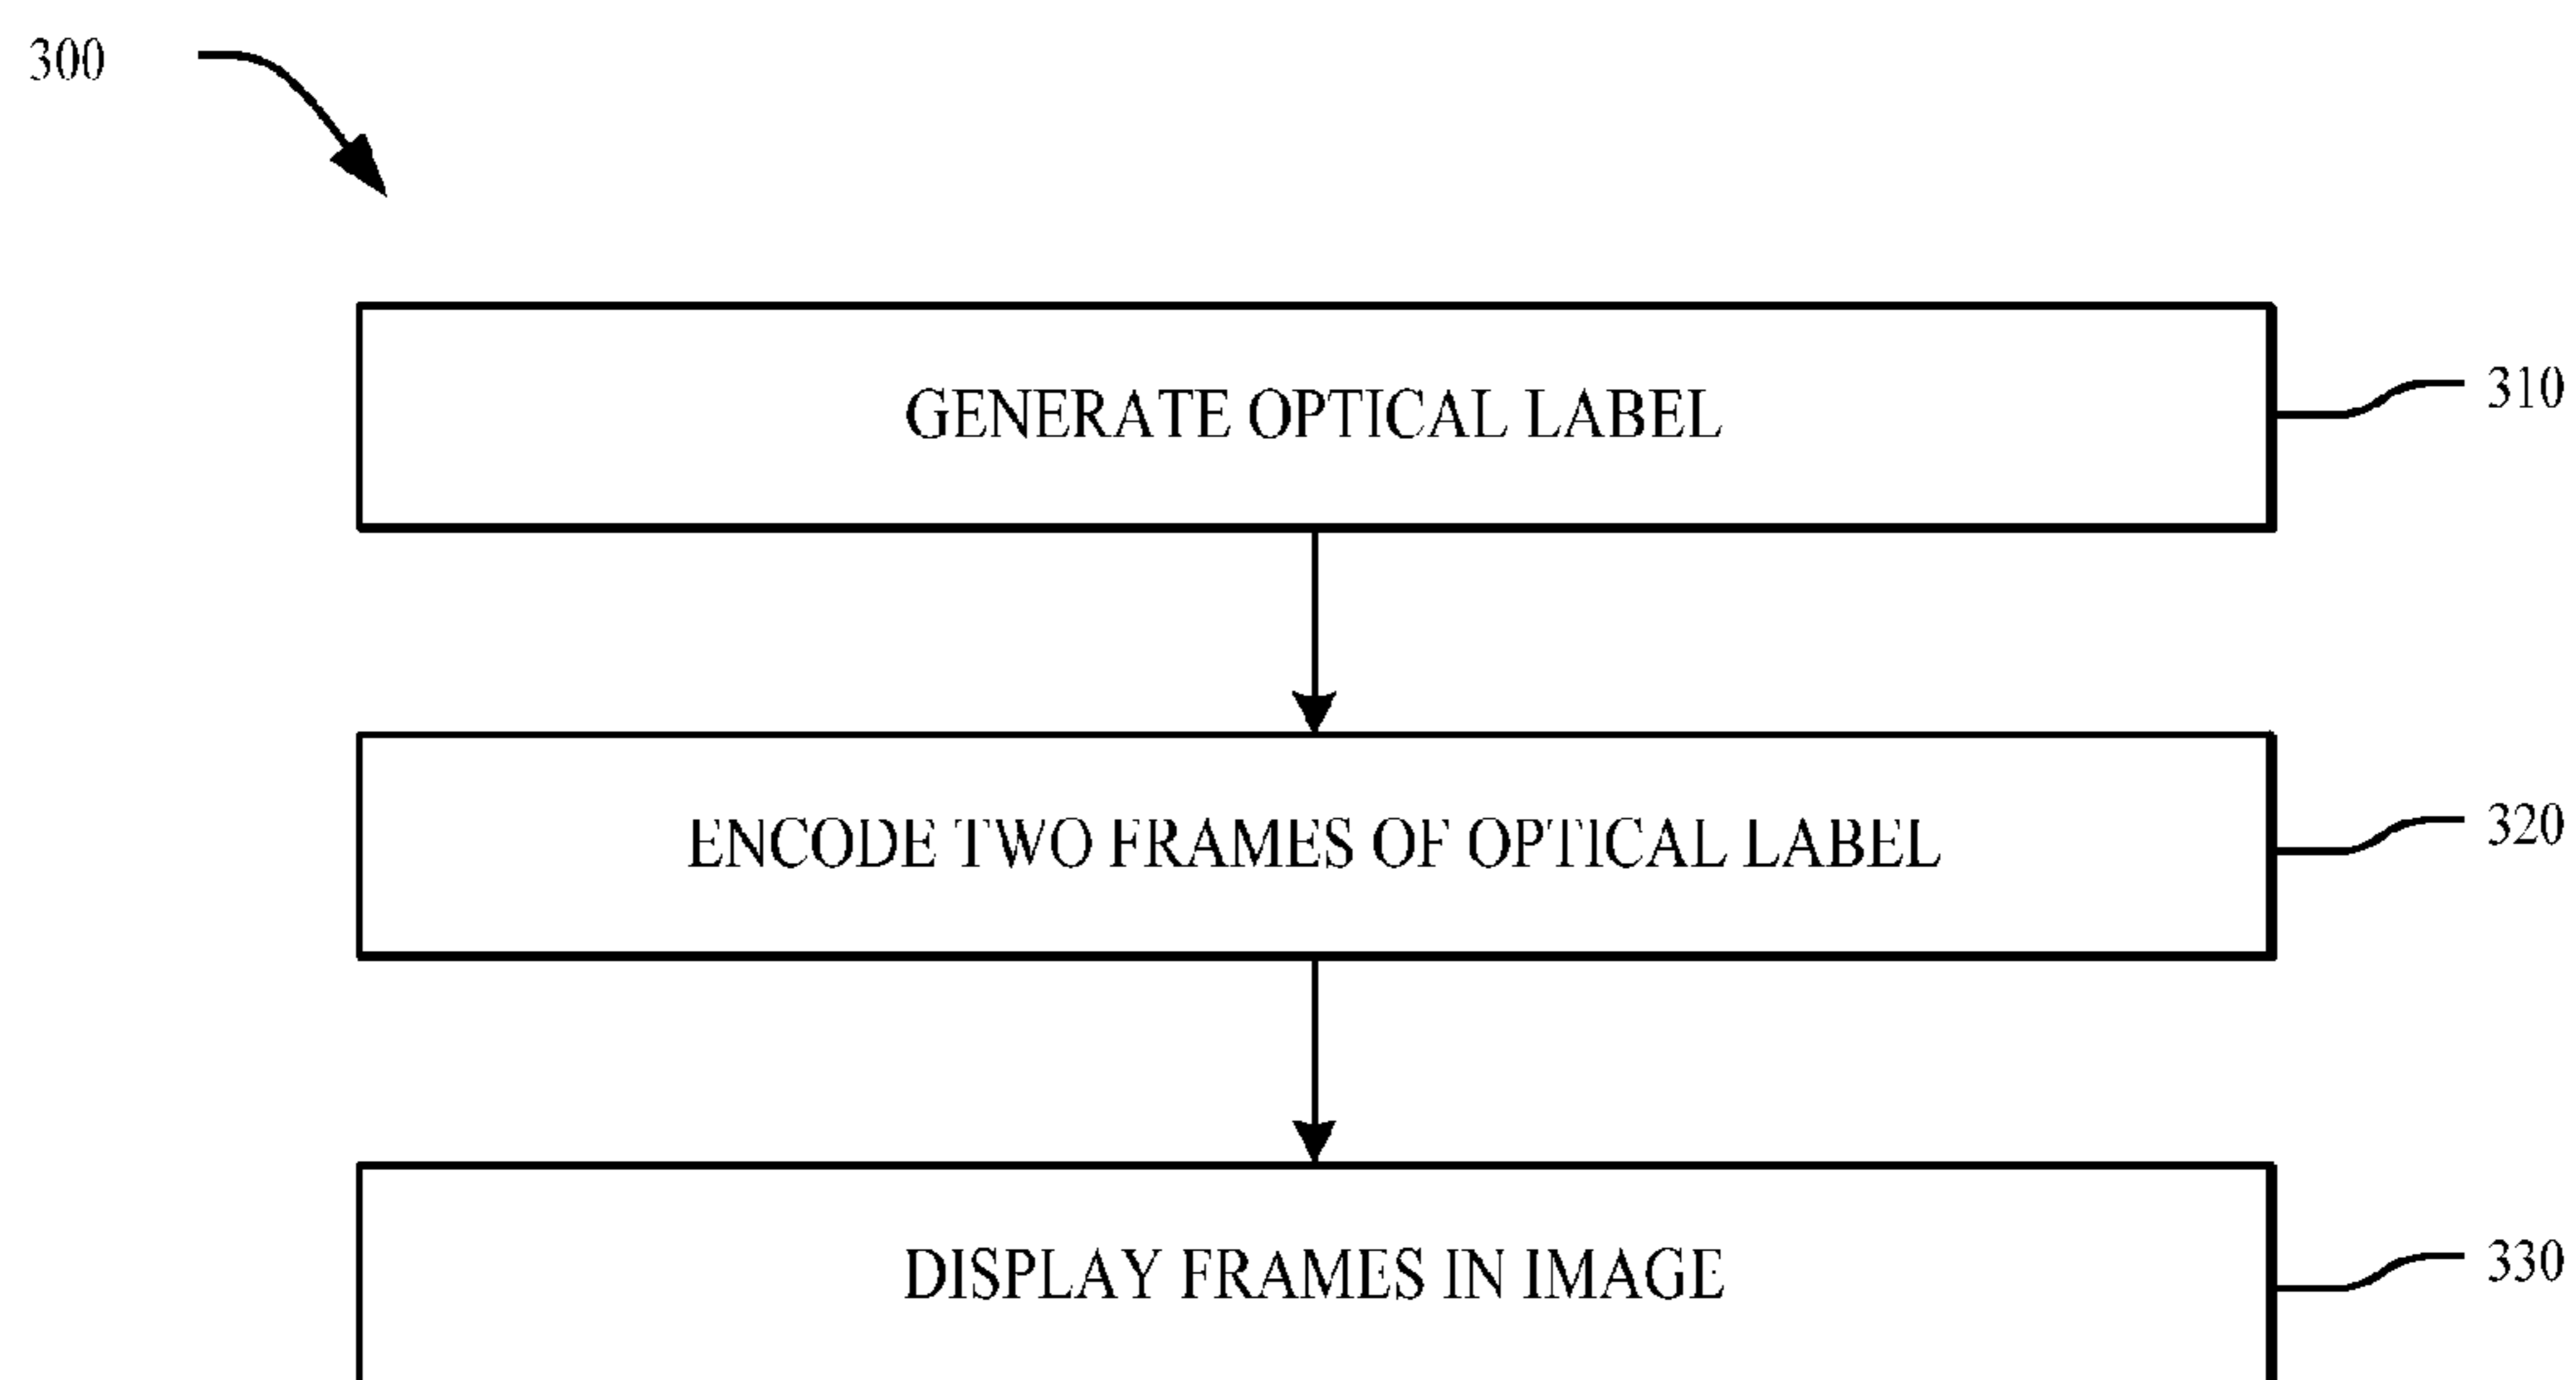 300
GENERATE OPTICAL LABEL
310
ENCODE TWO FRAMES OF OPTICAL LABEL
320
DISPLAY FRAMES IN IMAGE
330